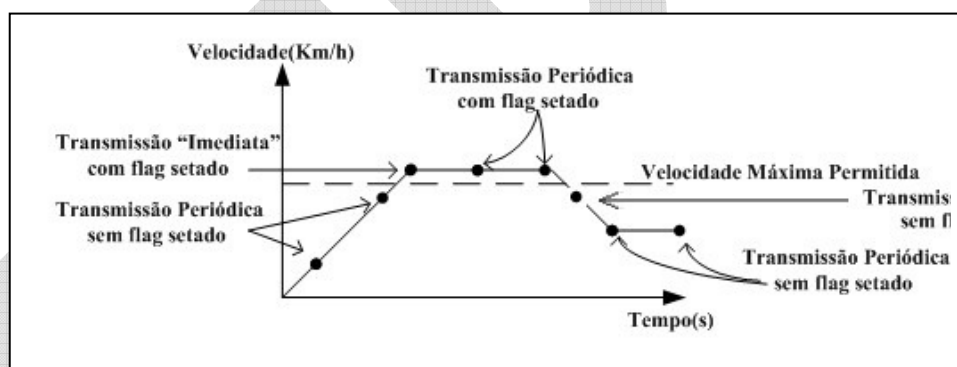 Velocidade(Km/h)
Transmissão Periódica
com flag setado
Transmissão “Imediata”
com flag setado
Velocidade Máxima Permitida
Transmissão Periódica
sem flag setado
sem
Transmissão Periódica
sem flag setado
Tempo(s)